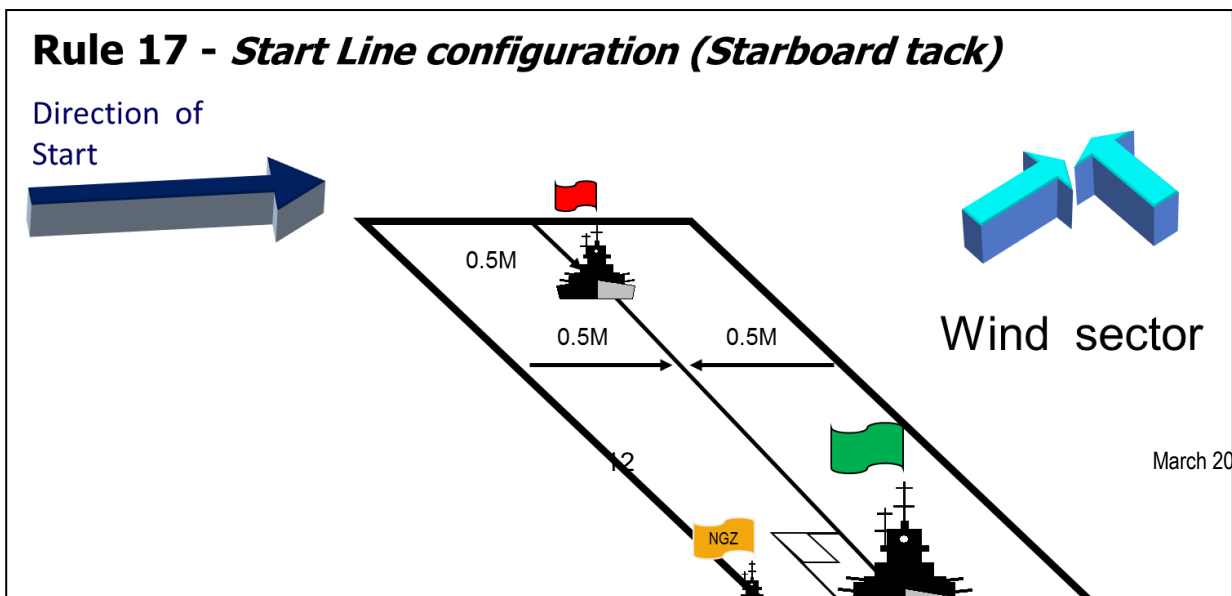 Rule 17 - Start Line configuration (Starboard tack)
Direction of
Start
0.5M
0.5M
0.5M
Wind sector
12
March 20
NGZ